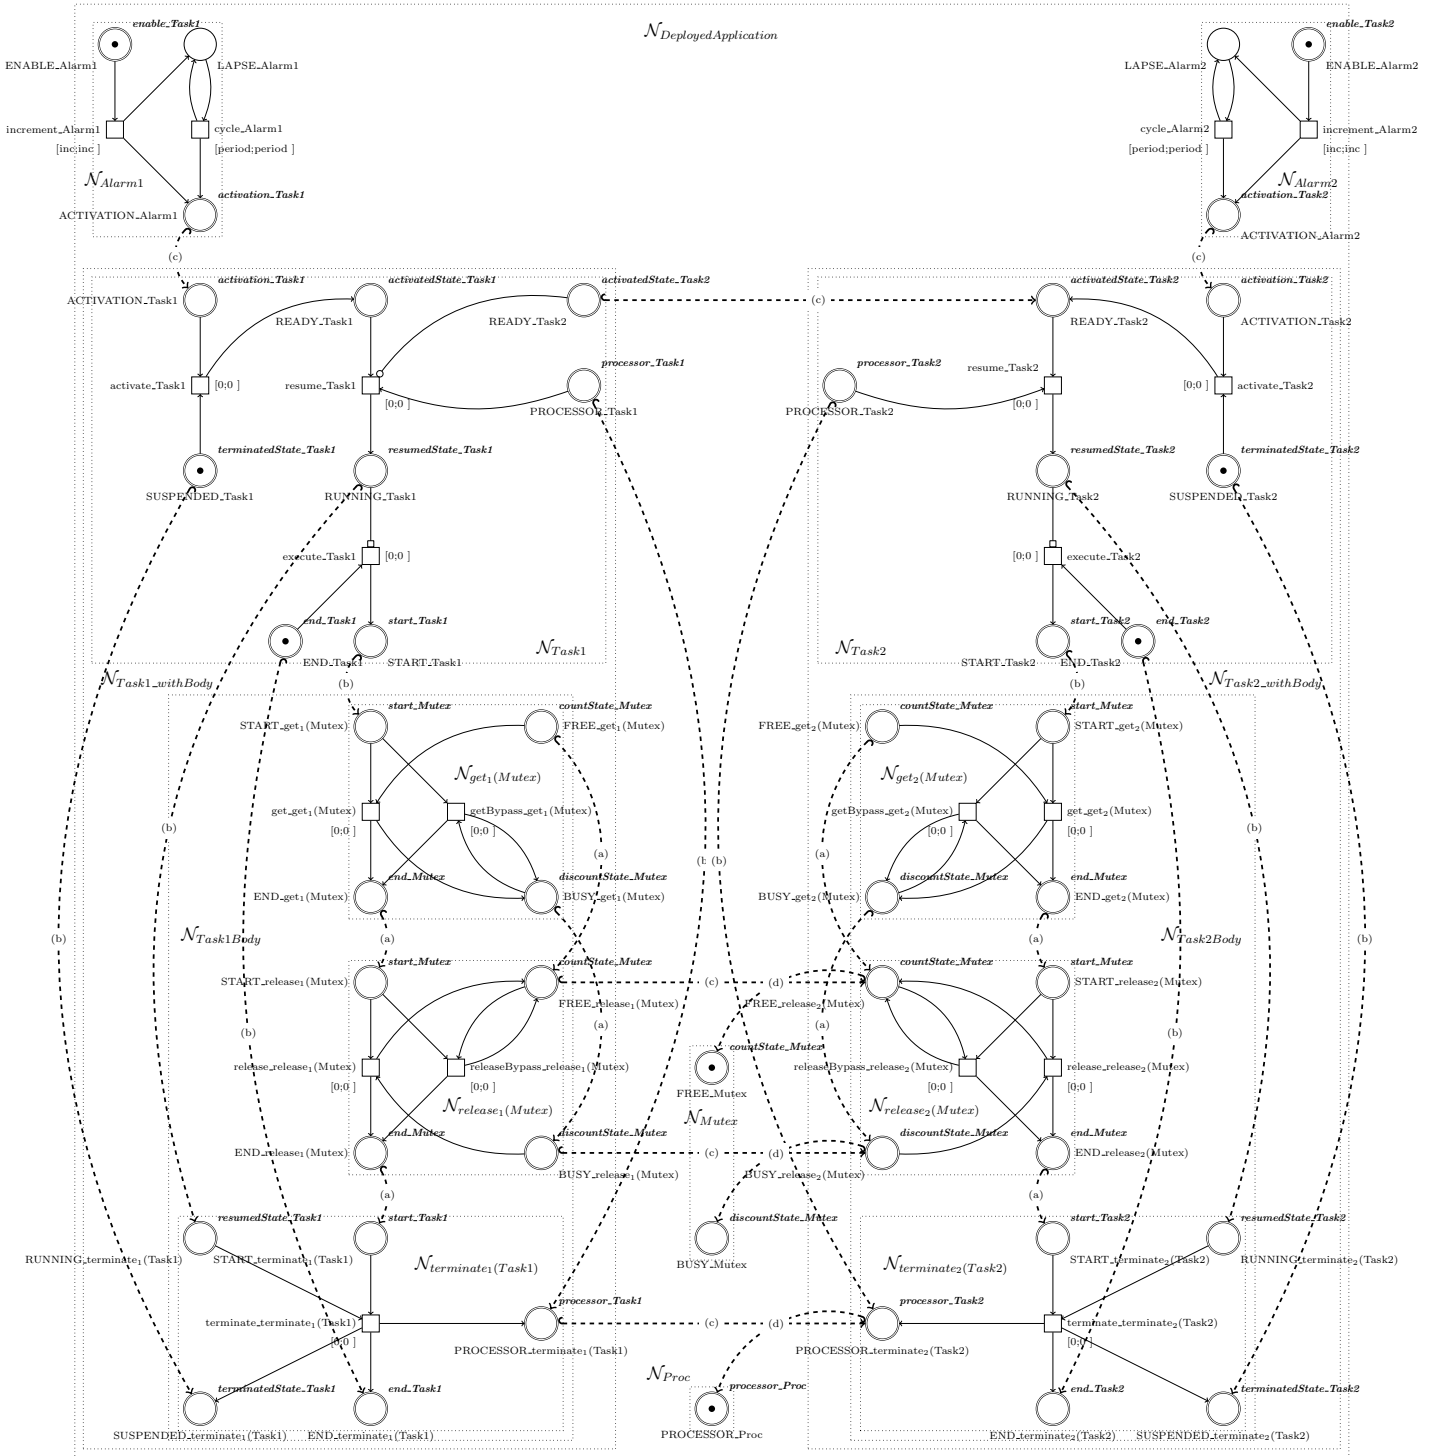 enable_Task1
enable_Task2
N_DeployedApplication
ENABLE_Alarm1
LAPSE_Alarm1
LAPSE_Alarm2
ENABLE_Alarm2
increment_Alarm1
cycle_Alarm1
cycle_Alarm2
increment_Alarm2
[inc;inc ]
[period;period ]
[period;period ]
[inc;inc ]
N_Alarm1
N_Alarm2
activation_Task1
activation_Task2
ACTIVATION_Alarm1
ACTIVATION_Alarm2
(c)
(c)
activation_Task1
activatedState_Task1
activatedState_Task2
activatedState_Task2
activation_Task2
ACTIVATION_Task1
(c)
READY_Task1
READY_Task2
READY_Task2
ACTIVATION_Task2
processor_Task1
processor_Task2
resume_Task2
activate_Task1
[0;0 ]
resume_Task1
[0;0 ]
activate_Task2
[0;0 ]
[0;0 ]
PROCESSOR_Task1
PROCESSOR_Task2
terminatedState_Task1
resumedState_Task1
resumedState_Task2
terminatedState_Task2
SUSPENDED_Task1
RUNNING_Task1
RUNNING_Task2
SUSPENDED_Task2
execute_Task1
[0;0 ]
[0;0 ]
execute_Task2
end_Task1
start_Task1
start_Task2
end_Task2
N_Task1
N_Task2
END_Task1
START_Task1
START_Task2
END_Task2
N_Task1_withBody
(b)
(b)
N_Task2_withBody
start_Mutex
countState_Mutex
countState_Mutex
start_Mutex
START_get₁(Mutex)
FREE_get₁(Mutex)
FREE_get₂(Mutex)
START_get₂(Mutex)
N_get₁(Mutex)
N_get₂(Mutex)
get_get₁(Mutex)
getBypass_get₁(Mutex)
getBypass_get₂(Mutex)
get_get₂(Mutex)
(b)
[0;0 ]
[0;0 ]
[0;0 ]
[0;0 ]
(b)
(a)
(b)
(b)
(a)
end_Mutex
discountState_Mutex
discountState_Mutex
end_Mutex
END_get₁(Mutex)
BUSY_get₁(Mutex)
BUSY_get₂(Mutex)
END_get₂(Mutex)
(b)
N_Task1Body
(a)
(a)
N_Task2Body
(b)
start_Mutex
countState_Mutex
countState_Mutex
start_Mutex
START_release₁(Mutex)
(c)
(d)
START_release₂(Mutex)
FREE_release₁(Mutex)
FREE_release₂(Mutex)
(b)
(a)
(a)
(b)
countState_Mutex
release_release₁(Mutex)
releaseBypass_release₁(Mutex)
releaseBypass_release₂(Mutex)
release_release₂(Mutex)
[0;0 ]
[0;0 ]
FREE_Mutex
[0;0 ]
[0;0 ]
N_release₁(Mutex)
N_Mutex
N_release₂(Mutex)
end_Mutex
discountState_Mutex
discountState_Mutex
end_Mutex
END_release₁(Mutex)
(c)
(d)
END_release₂(Mutex)
BUSY_release₁(Mutex)
BUSY_release₂(Mutex)
(a)
(a)
resumedState_Task1
start_Task1
discountState_Mutex
start_Task2
resumedState_Task2
RUNNING_terminate₁(Task1)
START_terminate₁(Task1)
BUSY_Mutex
START_terminate₂(Task2)
RUNNING_terminate₂(Task2)
N_terminate₁(Task1)
N_terminate₂(Task2)
processor_Task1
processor_Task2
terminate_terminate₁(Task1)
(c)
(d)
terminate_terminate₂(Task2)
[0;0 ]
[0;0 ]
PROCESSOR_terminate₁(Task1)
PROCESSOR_terminate₂(Task2)
N_Proc
terminatedState_Task1
end_Task1
processor_Proc
end_Task2
terminatedState_Task2
SUSPENDED_terminate₁(Task1)
END_terminate₁(Task1)
PROCESSOR_Proc
END_terminate₂(Task2)
SUSPENDED_terminate₂(Task2)